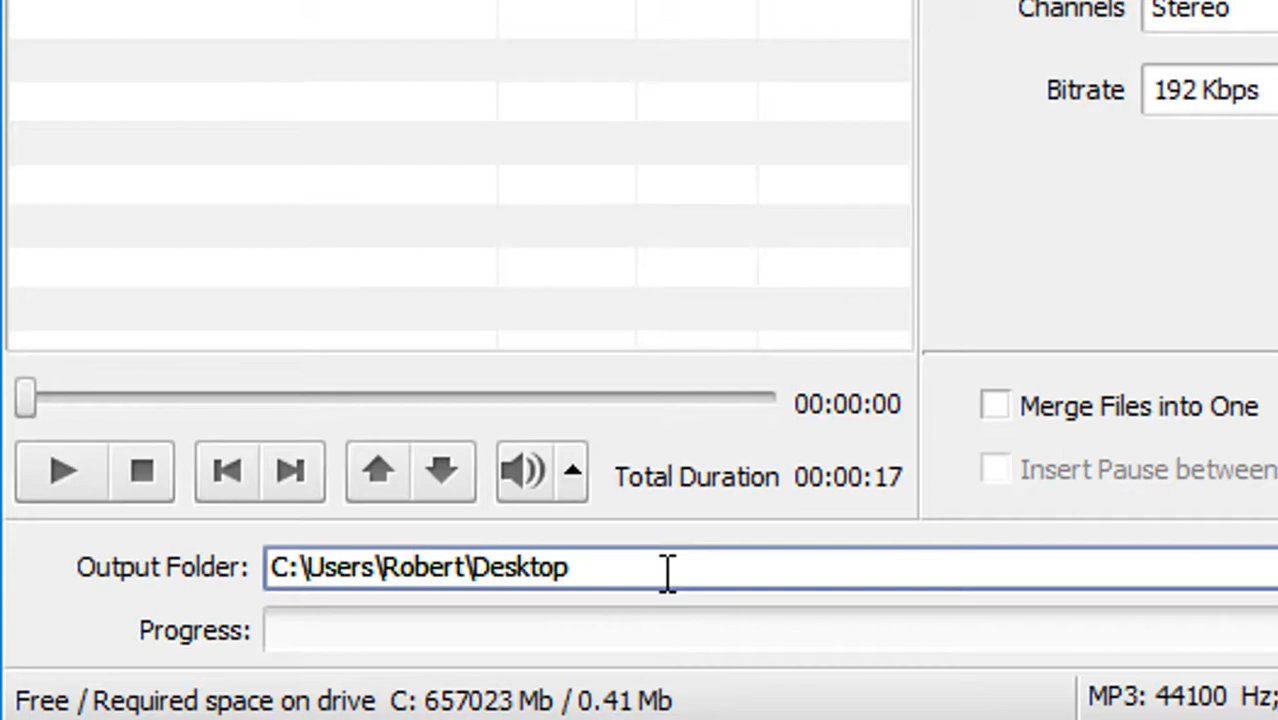 Channels Stereo
Bitrate 192 Kbps
00:00:00
Merge Files into One
Total Duration 00:00:17
Insert Pause between
Output Folder: C:\Users\Robert\Desktop
Progress:
Free / Required space on drive C: 657023 Mb / 0.41 Mb
MP3: 44100 Hz;